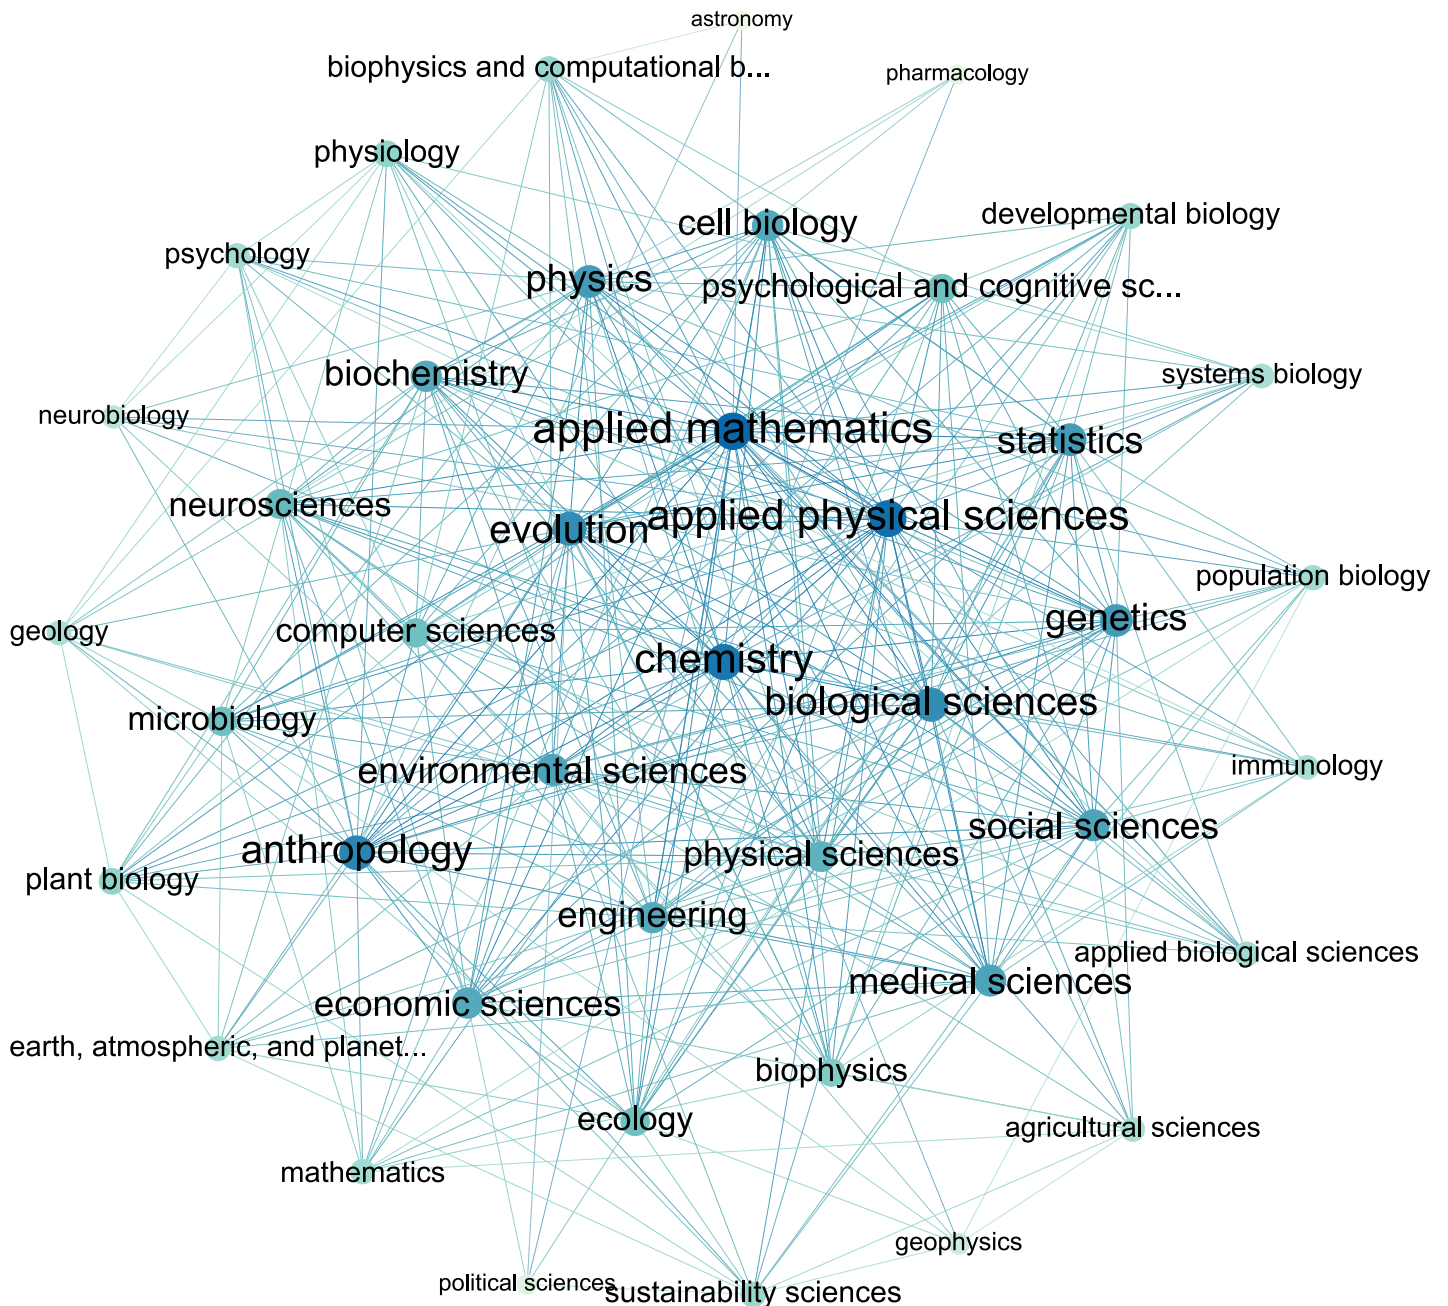 astronomy
biophysics and computational b...
pharmacology
physiology
developmental biology
cell biology
psychology
physics
psychological and cognitive sc...
biochemistry
systems biology
neurobiology
applied mathematics
statistics
neurosciences
evolution
applied physical sciences
population biology
geology
computer sciences
genetics
chemistry
biological sciences
microbiology
environmental sciences
immunology
social sciences
anthropology
physical sciences
plant biology
engineering
applied biological sciences
medical sciences
economic sciences
earth, atmospheric, and planet...
biophysics
ecology
agricultural sciences
mathematics
geophysics
political sciences
sustainability sciences